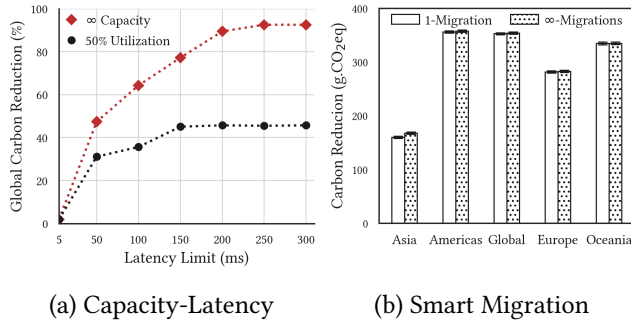 Global Carbon Reduction (%)
100
80
60
40
20
0
∞ Capacity
50% Utilization
5 50 100 150 200 250 300
Latency Limit (ms)
(a) Capacity-Latency
Carbon Reducion (g.CO₂eq)
400
300
200
100
0
1-Migration ∞-Migrations
Asia Americas Global Europe Oceania
(b) Smart Migration